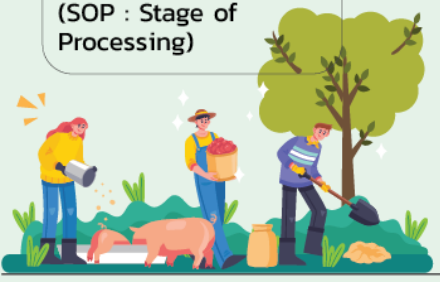 (SOP : Stage of
Processing)